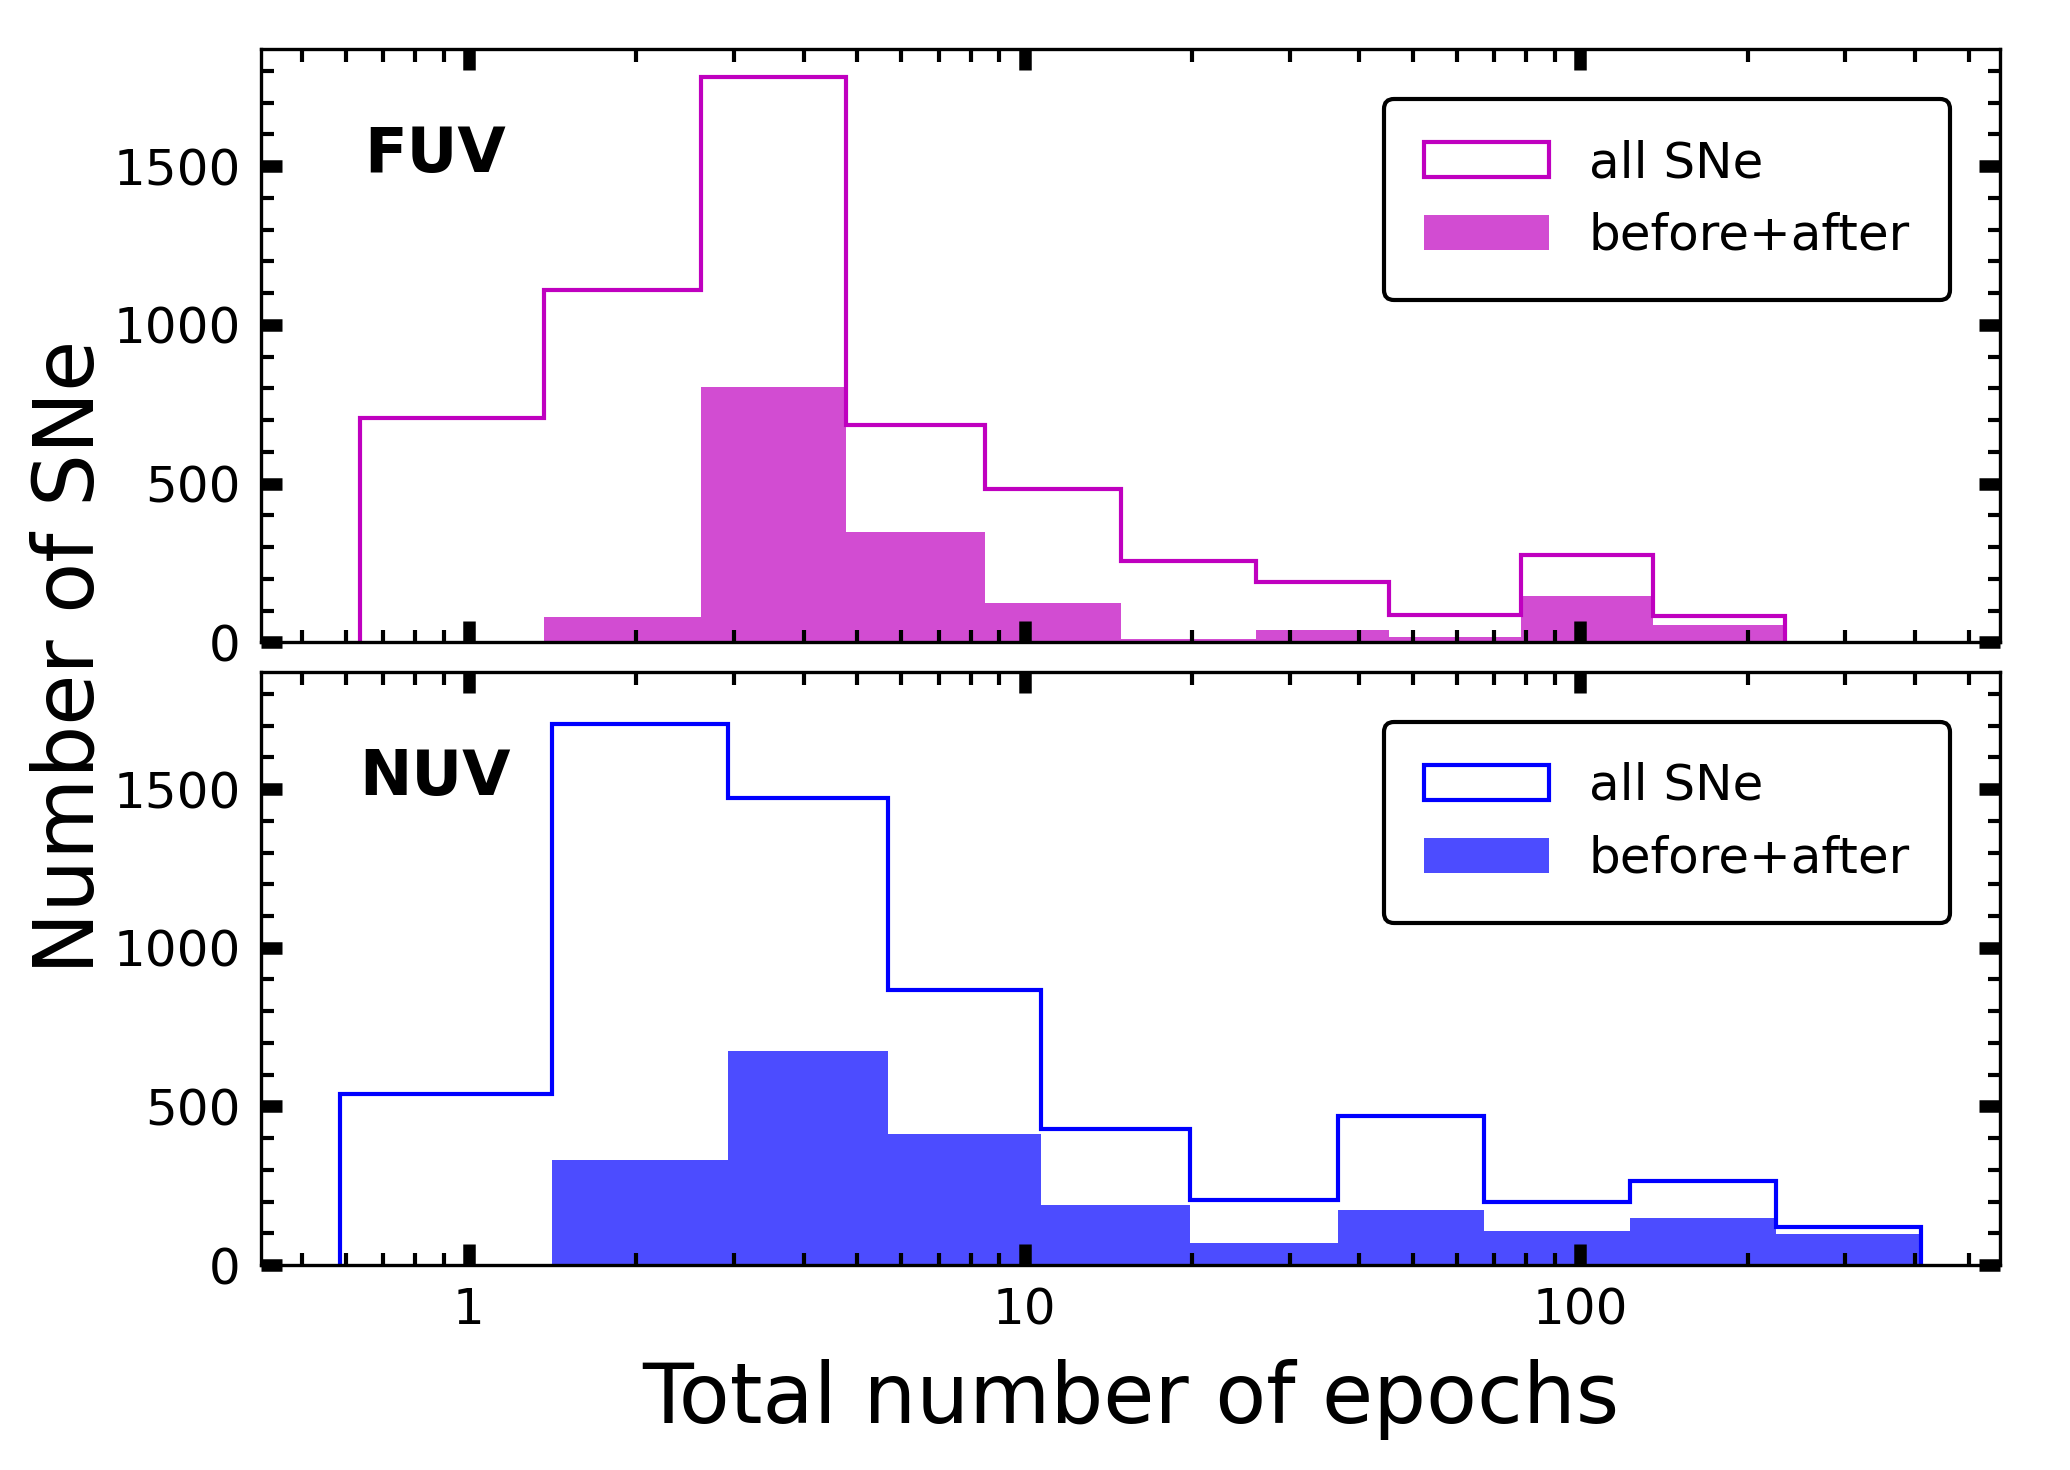 Number of SNe
FUV
1500
1000
500
0
all SNe
before+after
NUV
1500
1000
500
0
all SNe
before+after
1 10 100
Total number of epochs